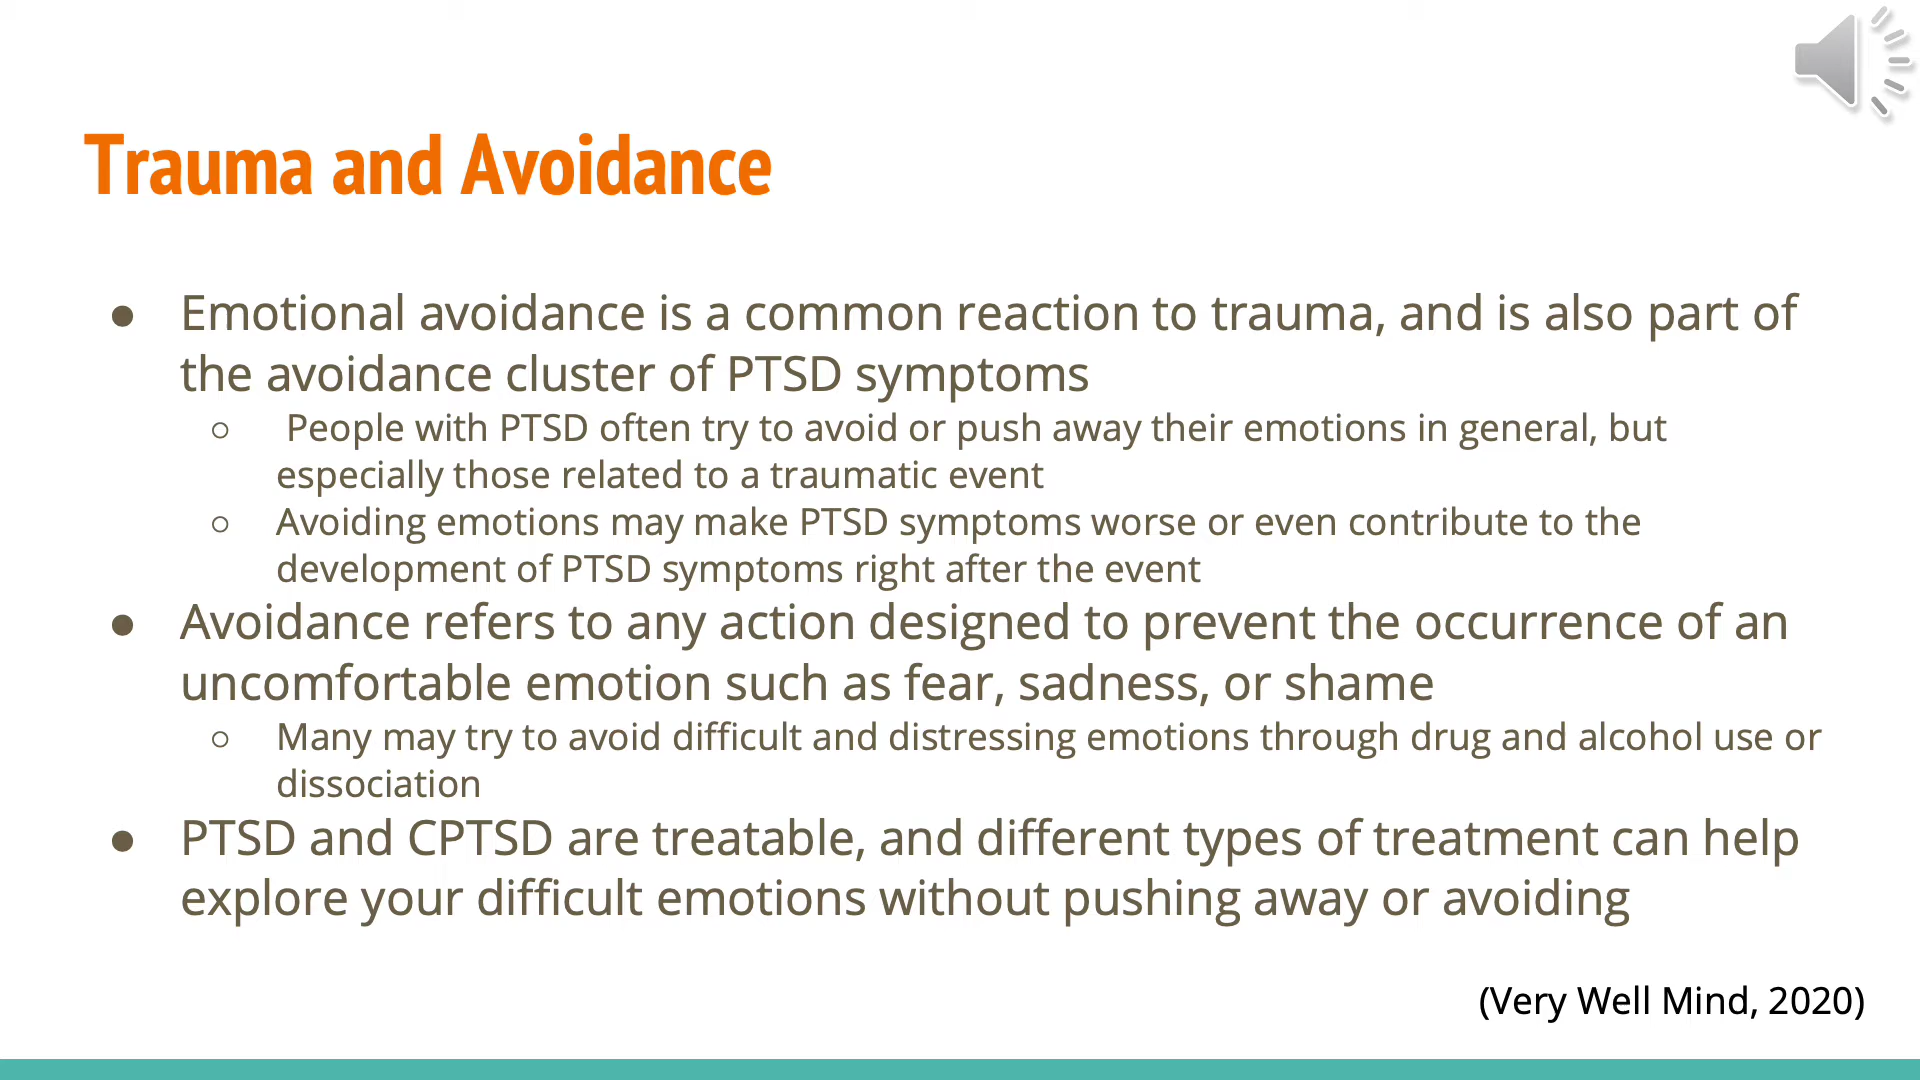 Trauma and Avoidance
● Emotional avoidance is a common reaction to trauma, and is also part of
the avoidance cluster of PTSD symptoms
○ People with PTSD often try to avoid or push away their emotions in general, but
especially those related to a traumatic event
○ Avoiding emotions may make PTSD symptoms worse or even contribute to the
development of PTSD symptoms right after the event
● Avoidance refers to any action designed to prevent the occurrence of an
uncomfortable emotion such as fear, sadness, or shame
○ Many may try to avoid difficult and distressing emotions through drug and alcohol use or
dissociation
● PTSD and CPTSD are treatable, and different types of treatment can help
explore your difficult emotions without pushing away or avoiding
(Very Well Mind, 2020)